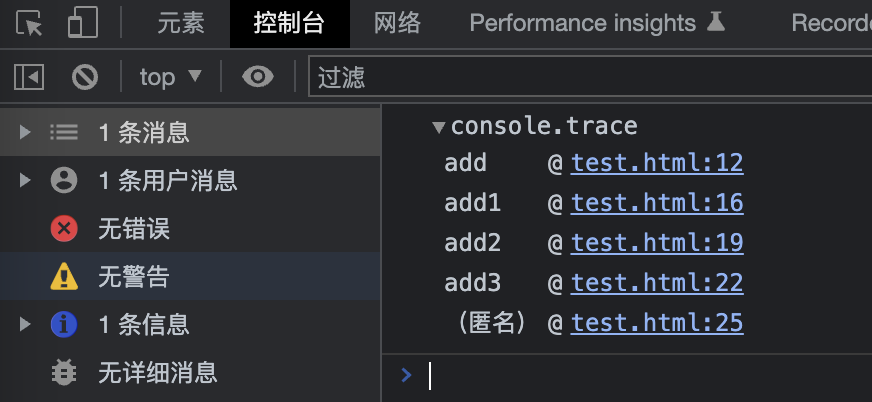 元素 控制台 网络 Performance insights
top 过滤
1 条消息
1 条用户消息
无错误
无警告
1 条信息
无详细消息
console.trace
add @ test.html:12
add1 @ test.html:16
add2 @ test.html:19
add3 @ test.html:22
（匿名） @ test.html:25